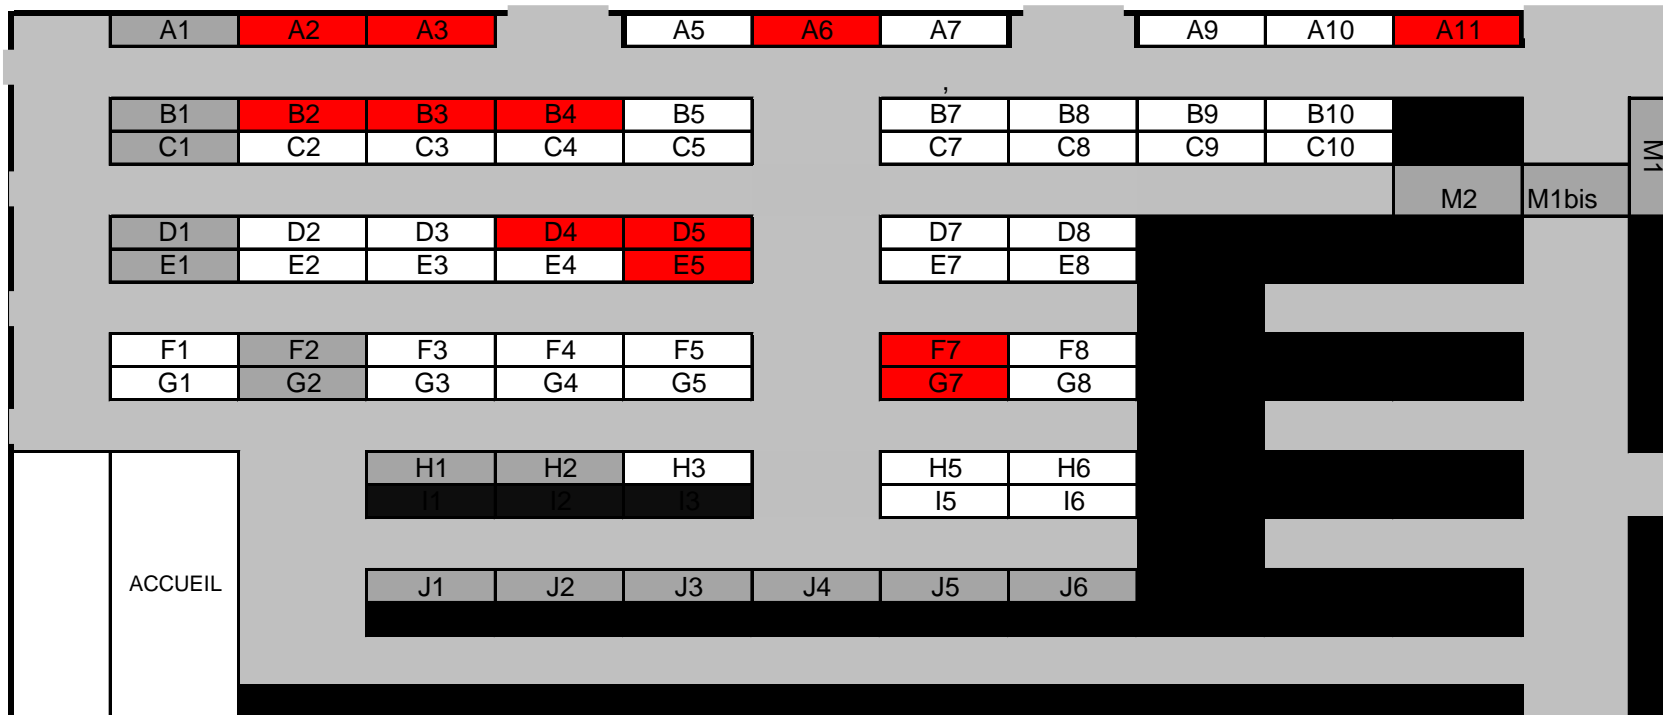 A1 A2 A3 A5 A6 A7 A9 A10 A11
,
B1 B2 B3 B4 B5 B7 B8 B9 B10
C1 C2 C3 C4 C5 C7 C8 C9 C10
M1
M2 M1bis
D1 D2 D3 D4 D5 D7 D8
E1 E2 E3 E4 E5 E7 E8
F1 F2 F3 F4 F5 F7 F8
G1 G2 G3 G4 G5 G7 G8
H1 H2 H3 H5 H6
I1 I2 I3 I5 I6
ACCUEIL J1 J2 J3 J4 J5 J6